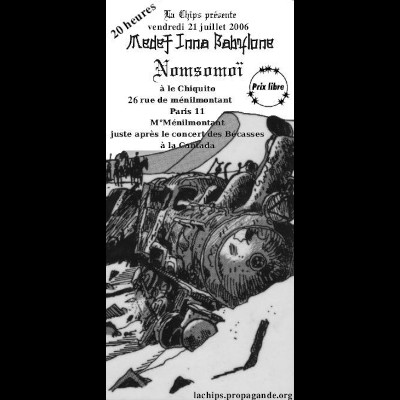 20 heures
La Chips présente
vendredi 21 juillet 2006
Medef Inna Babylone
Nomsomoï
Prix libre
à le Chiquito
26 rue de ménilmontant
Paris 11
M°Ménilmontant
juste après le concert des Bécasses
à la Cantada
lachips.propagande.org